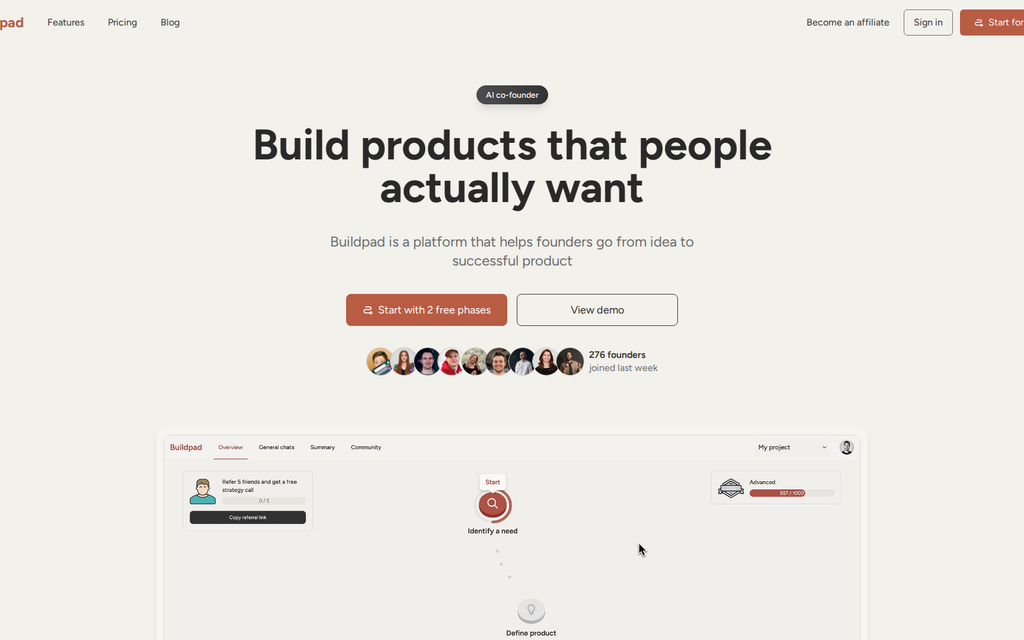 pad
Features
Pricing
Blog
Become an affiliate
Sign in
Start for
AI co-founder
Build products that people
actually want
Buildpad is a platform that helps founders go from idea to
successful product
Start with 2 free phases
View demo
276 founders
joined last week
Buildpad
Overview
General chats
Summary
Community
My project
Refer 5 friends and get a free
strategy call
0 / 5
Copy referral link
Start
Identify a need
Advanced
857 / 1000
Define product